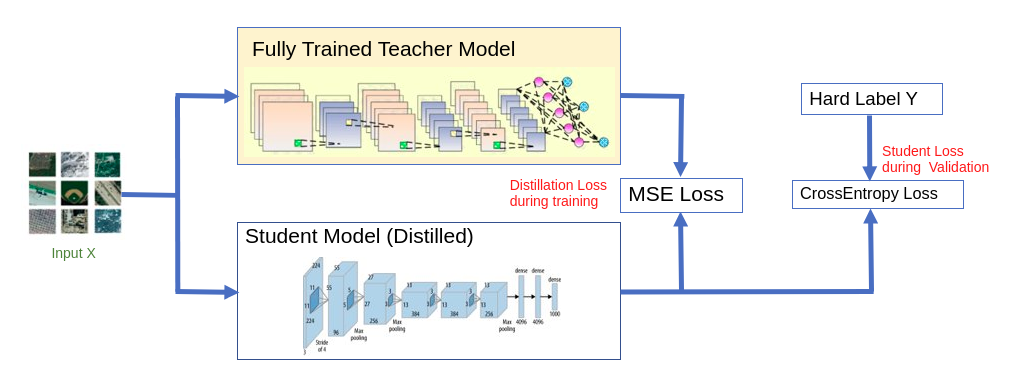 Fully Trained Teacher Model
Hard Label Y
Student Loss
during Validation
Distillation Loss
during training
MSE Loss
CrossEntropy Loss
Input X
Student Model (Distilled)
224
55
27
13
13
13
dense
dense
dense
11
5
3
3
3
11
55
5
27
3
13
13
13
224
96
256
384
384
256
4096
4096
1000
Max
pooling
Max
pooling
Max
pooling
Stride
of 4
3